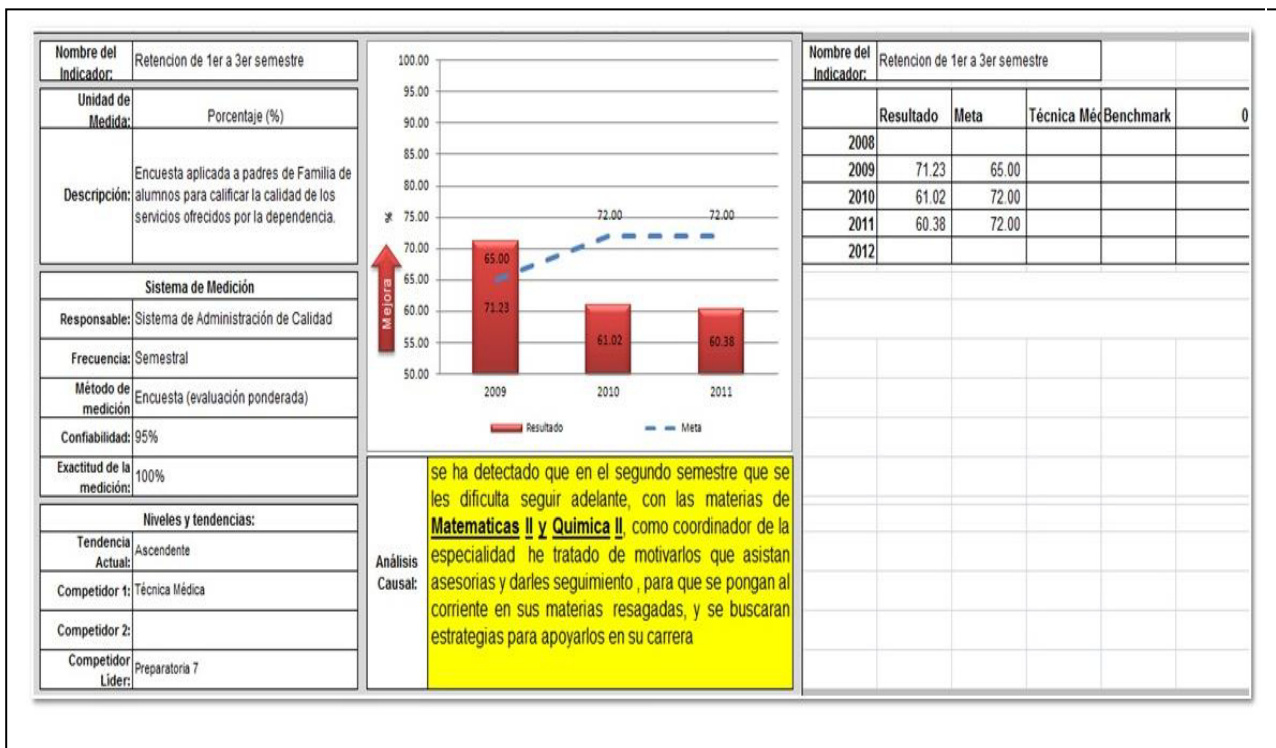 Nombre del Indicador: Retencion de 1er a 3er semestre
Unidad de Medida: Porcentaje (%)
Descripción: Encuesta aplicada a padres de Familia de
alumnos para calificar la calidad de los
servicios ofrecidos por la dependencia.
Sistema de Medición
Responsable: Sistema de Administración de Calidad
Frecuencia: Semestral
Método de medición Encuesta (evaluación ponderada)
Confiabilidad: 95%
Exactitud de la medición: 100%
Niveles y tendencias:
Tendencia Actual: Ascendente
Competidor 1: Técnica Médica
Competidor 2:
Competidor Líder: Preparatoria 7
100.00
95.00
90.00
85.00
80.00
75.00
70.00
65.00
60.00
55.00
50.00
%
Mejora
65.00
72.00
72.00
71.23
61.02
60.38
2009 2010 2011
Resultado Meta
Análisis Causal:
se ha detectado que en el segundo semestre que se
les dificulta seguir adelante, con las materias de
Matematicas II y Quimica II, como coordinador de la
especialidad he tratado de motivarlos que asistan
asesorias y darles seguimiento , para que se pongan al
corriente en sus materias resagadas, y se buscaran
estrategias para apoyarlos en su carrera
Nombre del Indicador: Retencion de 1er a 3er semestre
Resultado Meta Técnica Méd Benchmark 0
2008
2009 71.23 65.00
2010 61.02 72.00
2011 60.38 72.00
2012